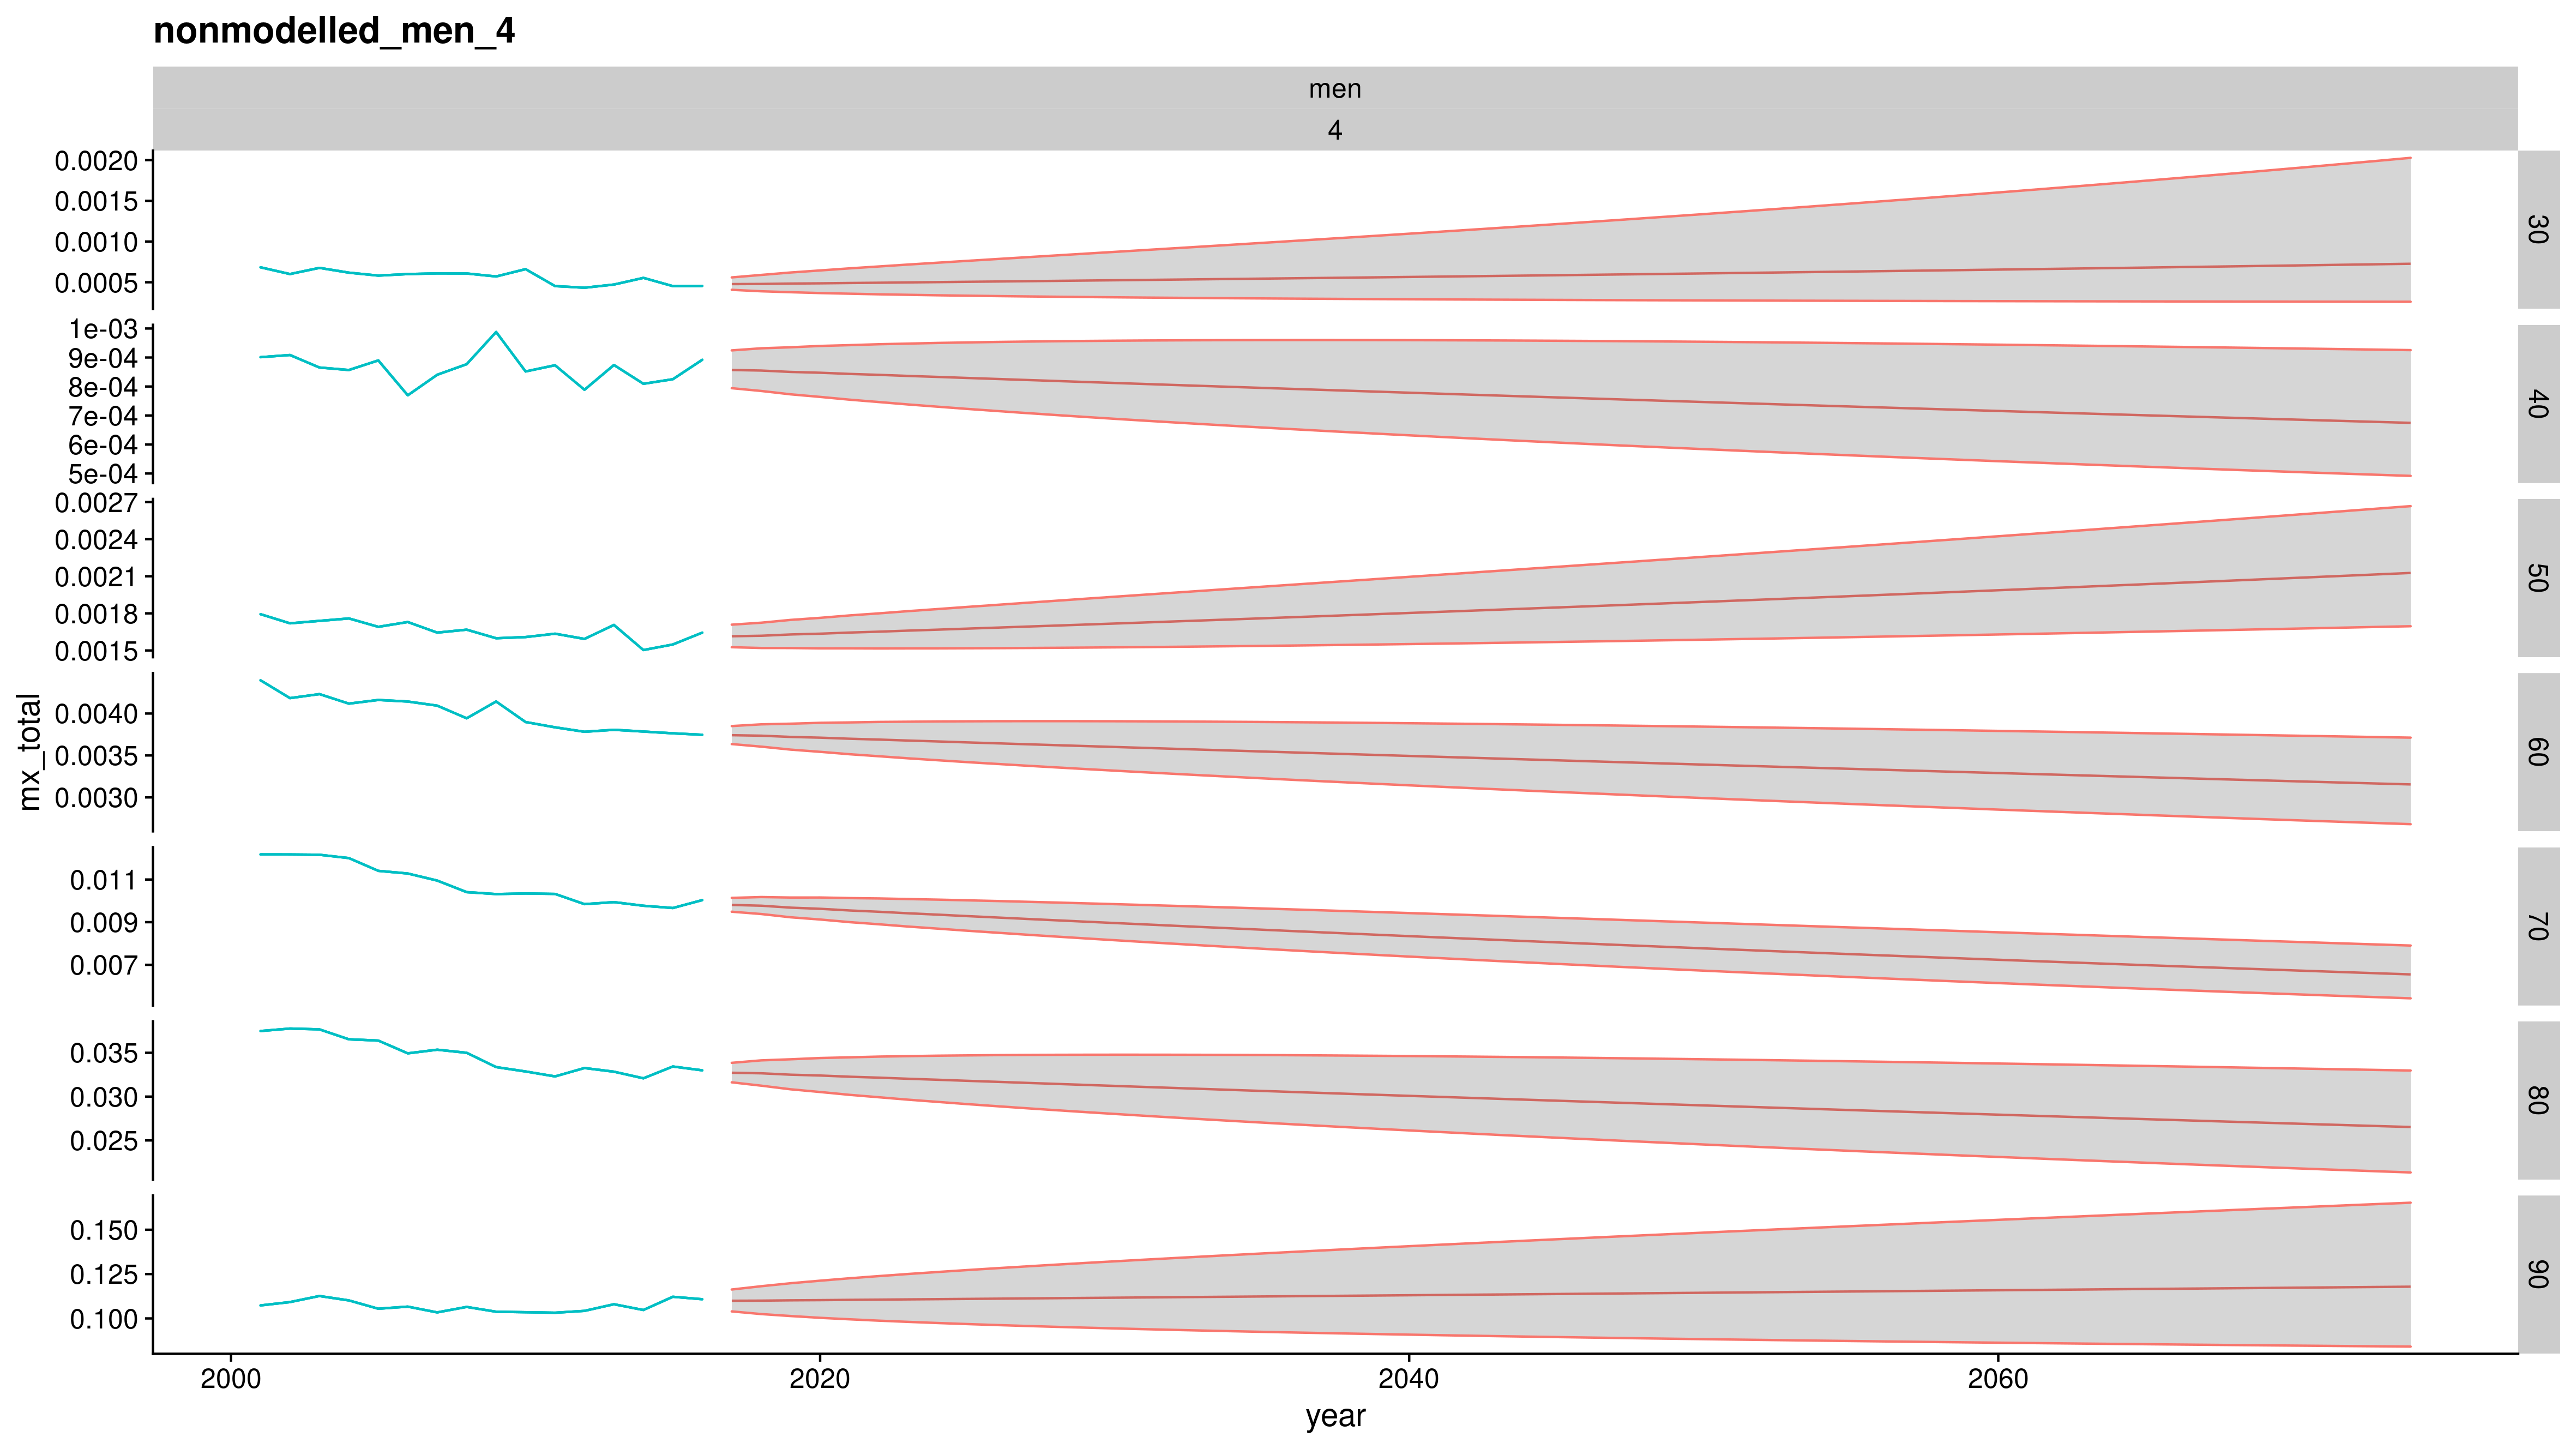 nonmodelled_men_4
men
4
0.0020
0.0015
0.0010
0.0005
30
1e-03
9e-04
8e-04
7e-04
6e-04
5e-04
40
0.0027
0.0024
0.0021
0.0018
0.0015
50
mx_total
0.0040
0.0035
0.0030
60
0.011
0.009
0.007
70
0.035
0.030
0.025
80
0.150
0.125
0.100
90
2000 2020 2040 2060
year